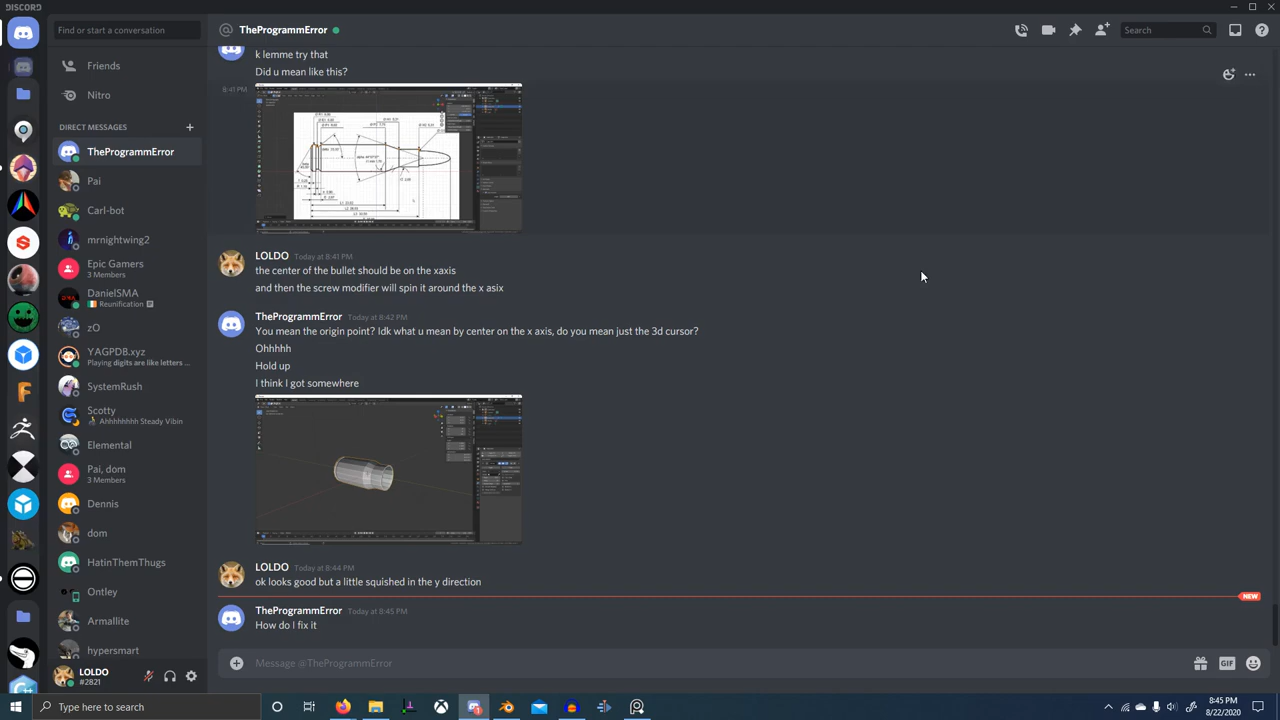 DISCORD
Find or start a conversation
Friends
Nitro
DIRECT MESSAGES
TheProgrammError
Pai
carl-bot
mrnightwing2
Epic Gamers
3 Members
DanielSMA
Reunification
zO
YAGPDB.xyz
Playing digits are like letters ...
SystemRush
Scotty
Ahhhhhhhh Steady Vibin
Elemental
Pai, dom
3 Members
Dennis
dom
HatinThemThugs
Ontley
Armallite
hypersmart
LOLDO
#2821
TheProgrammError
Search
k lemme try that
Did u mean like this?
8:41 PM
LOLDO Today at 8:41 PM
the center of the bullet should be on the xaxis
and then the screw modifier will spin it around the x asix
TheProgrammError Today at 8:42 PM
You mean the origin point? Idk what u mean by center on the x axis, do you mean just the 3d cursor?
Ohhhhh
Hold up
I think I got somewhere
LOLDO Today at 8:44 PM
ok looks good but a little squished in the y direction
NEW
TheProgrammError Today at 8:45 PM
How do I fix it
Message @TheProgrammError
GIF
Type here to search
8:45 PM
8/22/2020